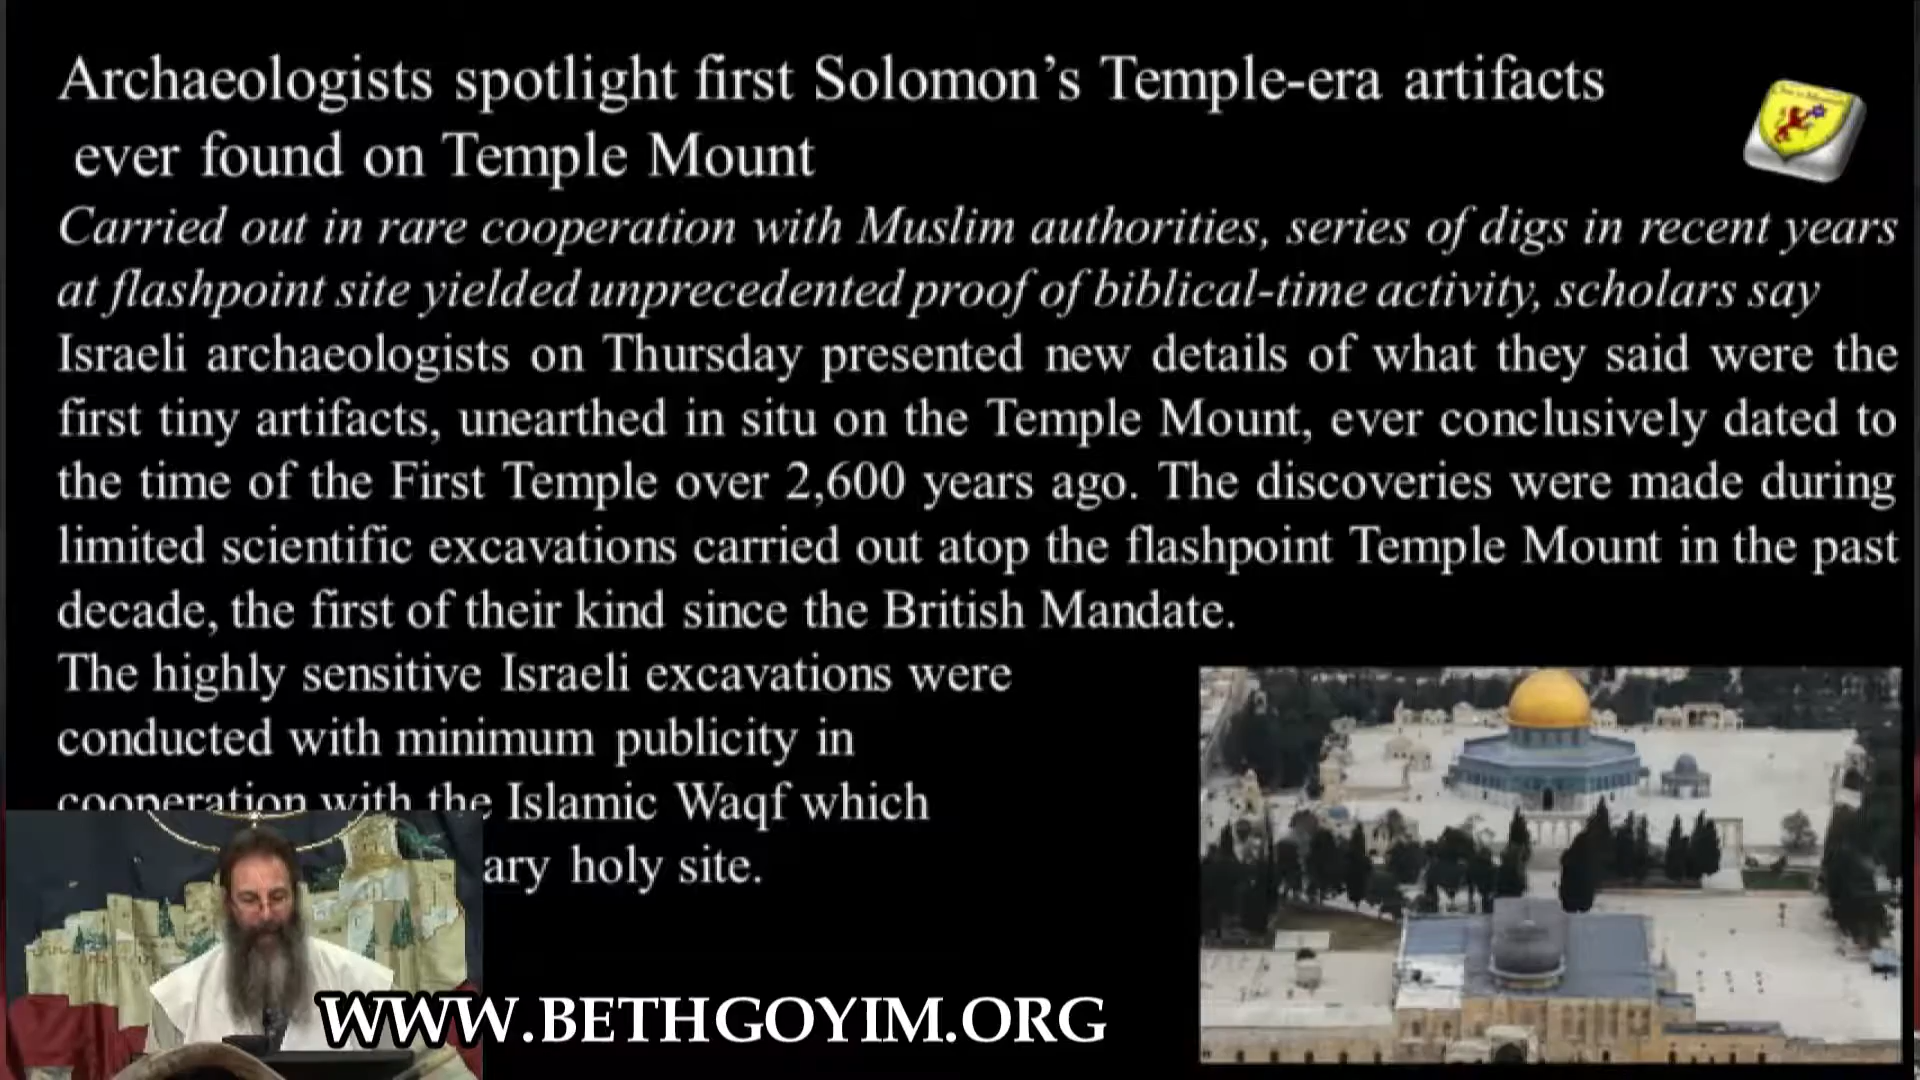 Archaeologists spotlight first Solomon’s Temple-era artifacts
ever found on Temple Mount
Carried out in rare cooperation with Muslim authorities, series of digs in recent years
at flashpoint site yielded unprecedented proof of biblical-time activity, scholars say
Israeli archaeologists on Thursday presented new details of what they said were the
first tiny artifacts, unearthed in situ on the Temple Mount, ever conclusively dated to
the time of the First Temple over 2,600 years ago. The discoveries were made during
limited scientific excavations carried out atop the flashpoint Temple Mount in the past
decade, the first of their kind since the British Mandate.
The highly sensitive Israeli excavations were
conducted with minimum publicity in
cooperation with the Islamic Waqf which
ary holy site.
WWW.BETHGOYIM.ORG